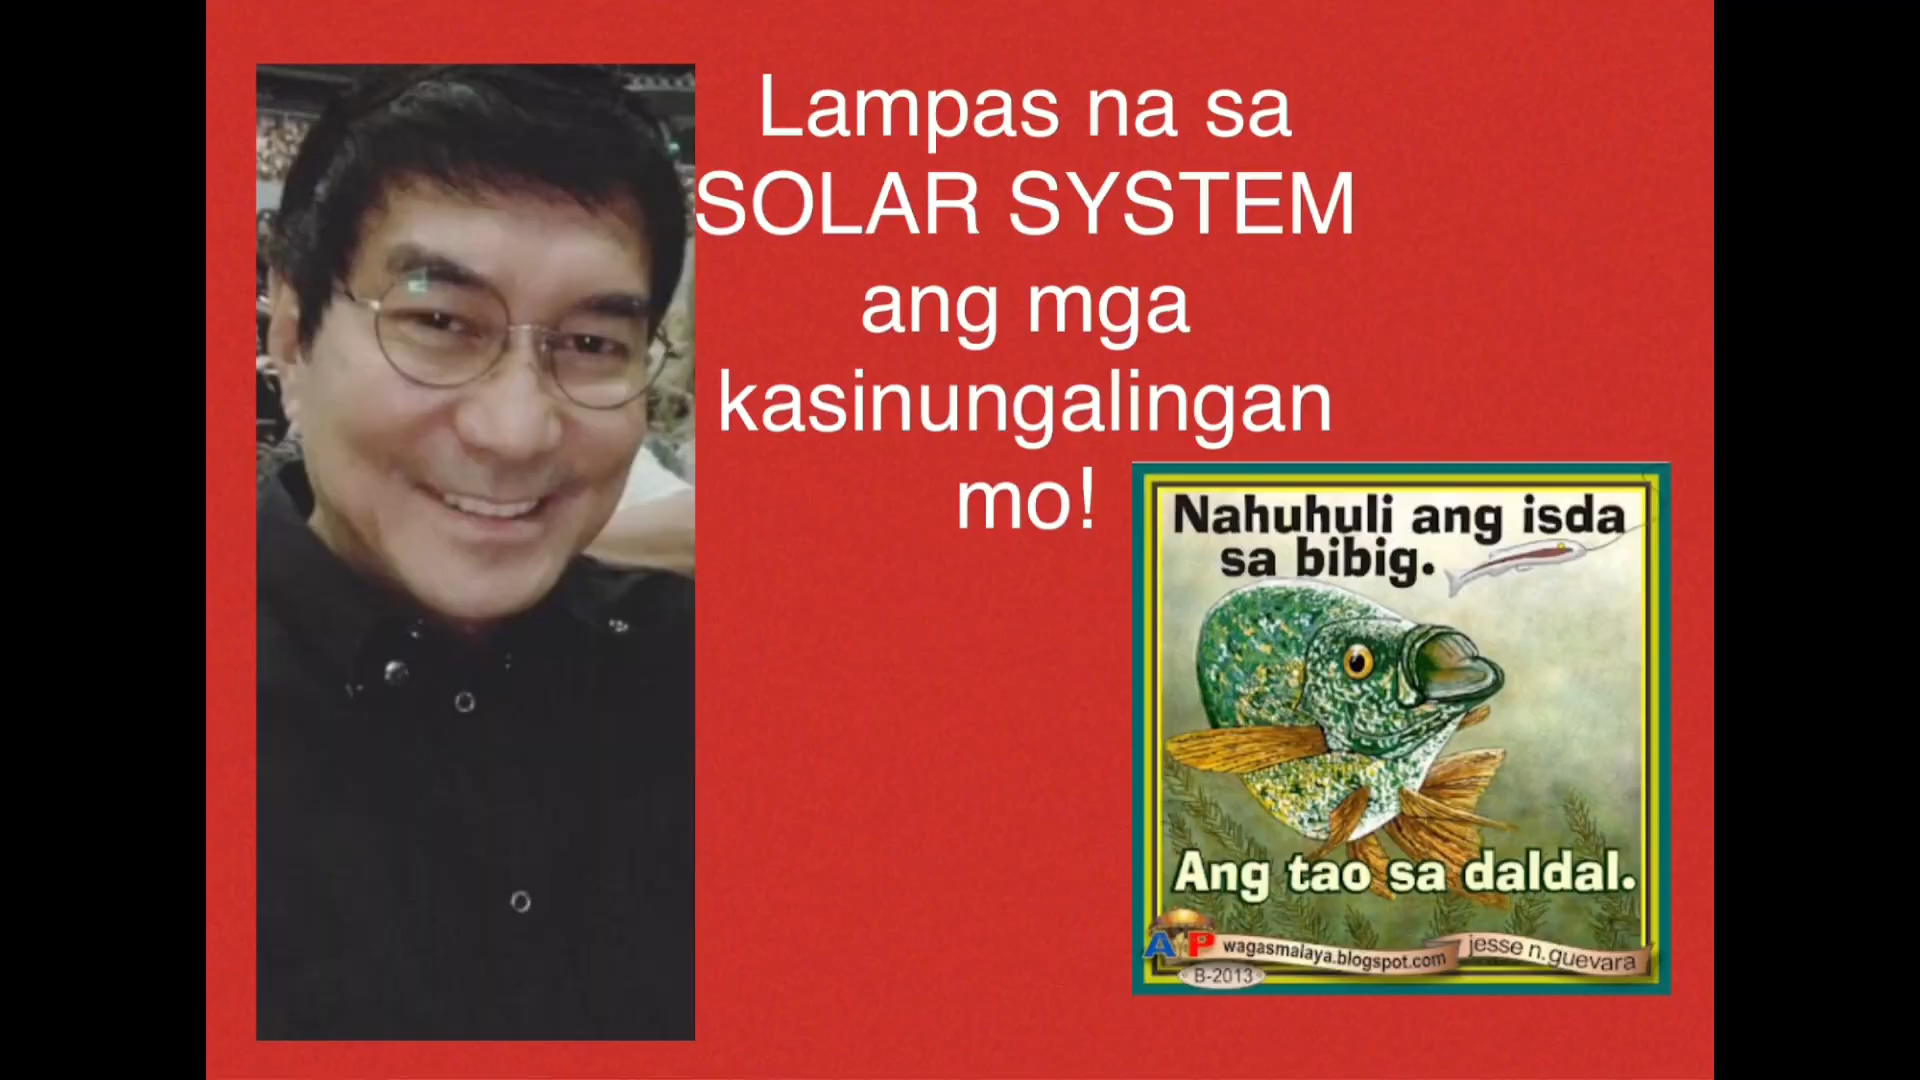 Lampas na sa
SOLAR SYSTEM
ang mga
kasinungalingan
mo!
Nahuhuli ang isda
sa bibig.
Ang tao sa daldal.
AP wagasmalaya.blogspot.com
jesse n. guevara
B-2013